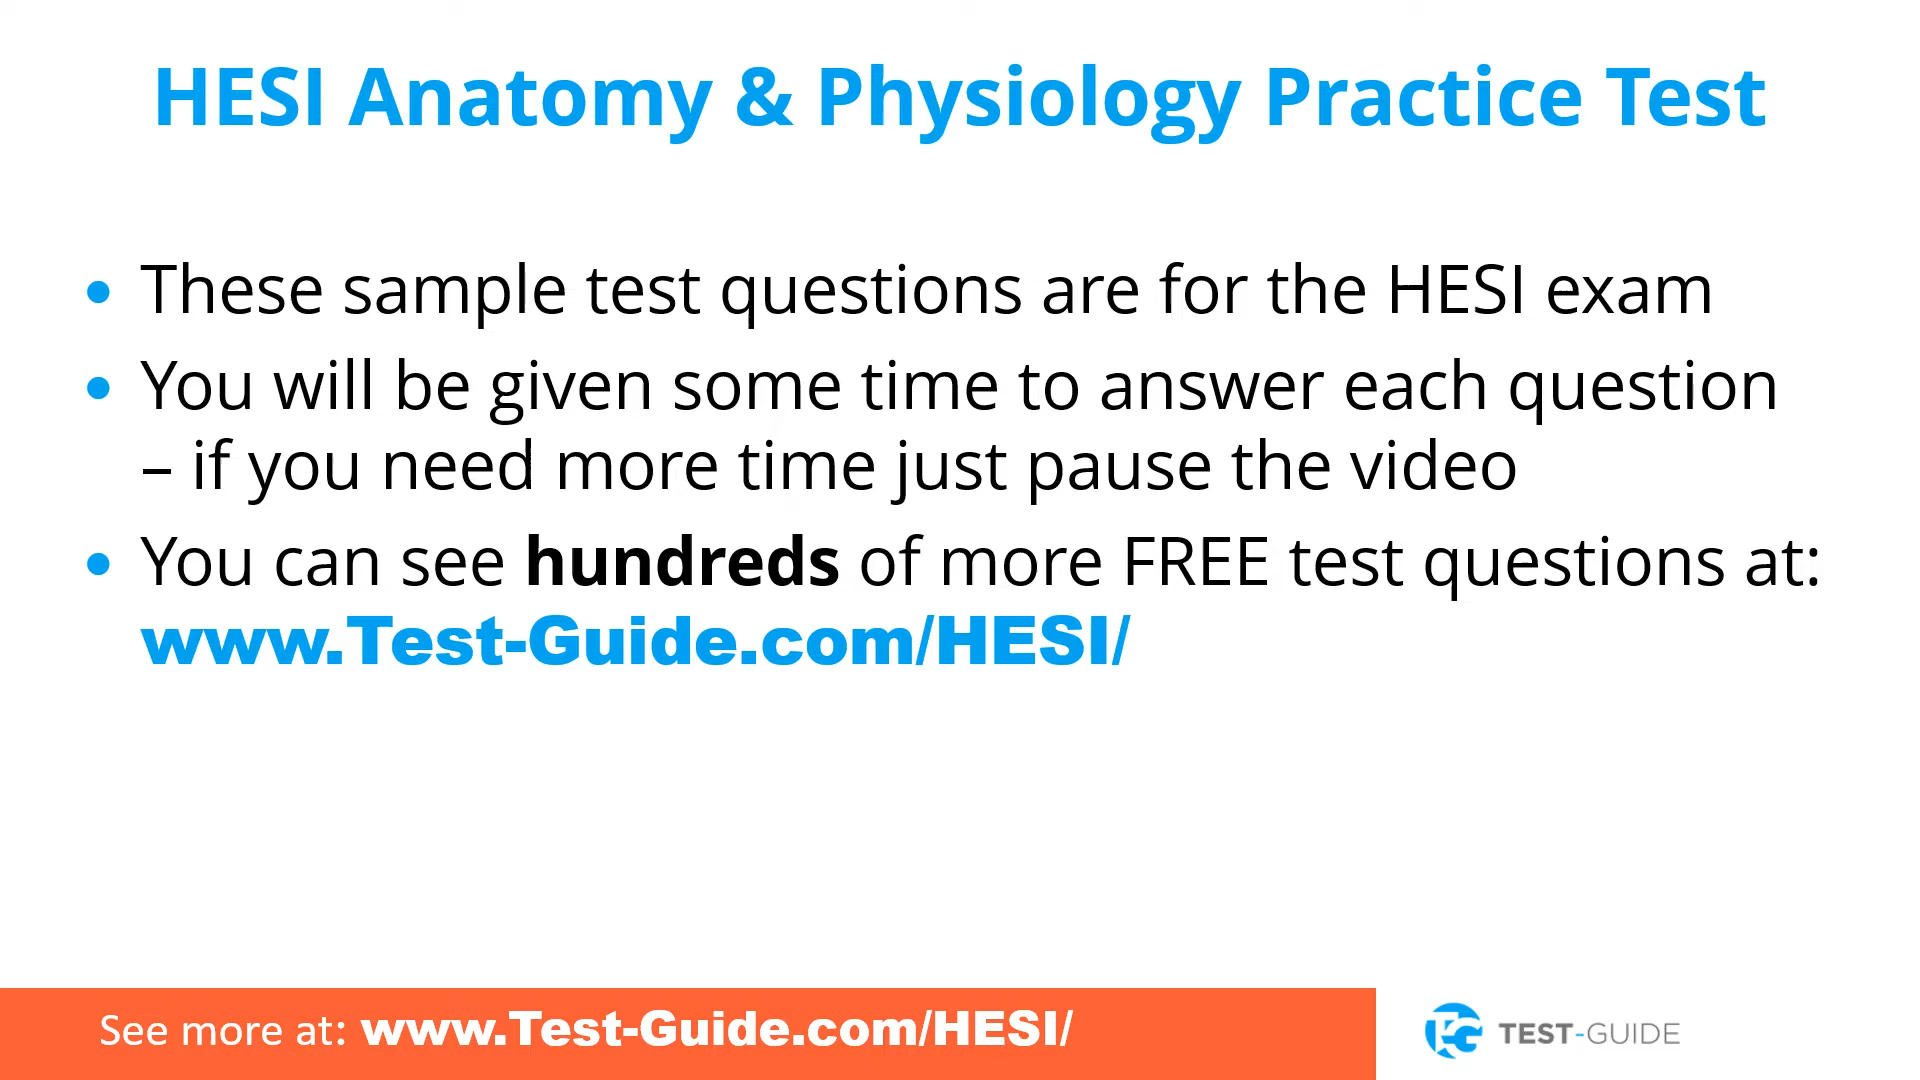 HESI Anatomy & Physiology Practice Test
• These sample test questions are for the HESI exam
• You will be given some time to answer each question
– if you need more time just pause the video
• You can see hundreds of more FREE test questions at:
www.Test-Guide.com/HESI/
See more at: www.Test-Guide.com/HESI/
TG TEST-GUIDE